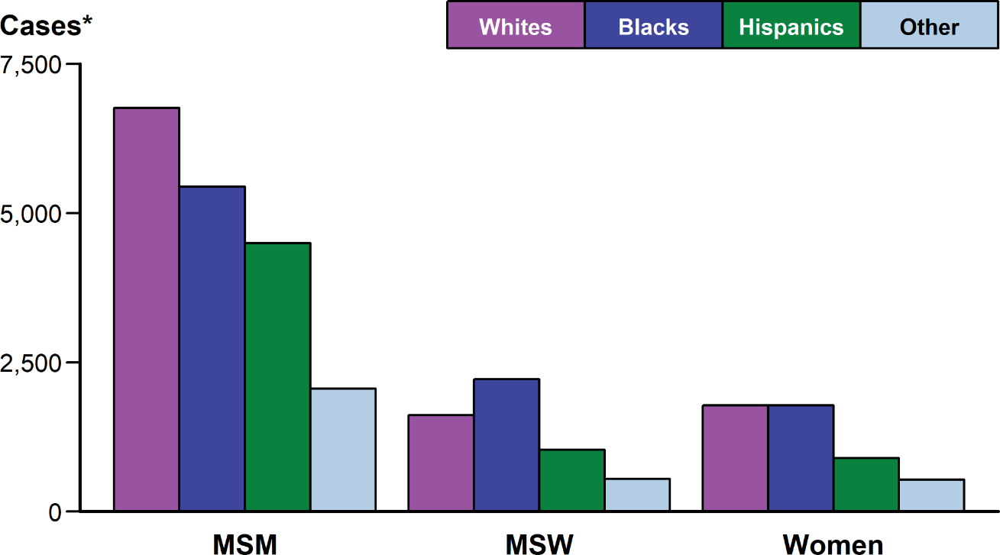 Cases*
Whites Blacks Hispanics Other
7,500
5,000
2,500
0
MSM MSW Women